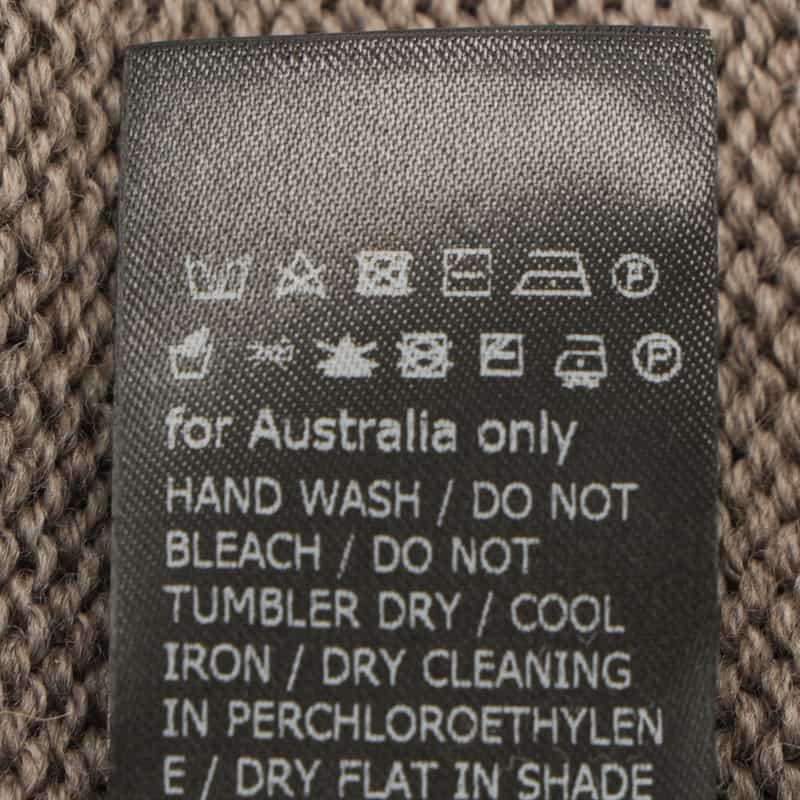 P
P
for Australia only
HAND WASH / DO NOT
BLEACH / DO NOT
TUMBLER DRY / COOL
IRON / DRY CLEANING
IN PERCHLOROETHYLEN
E / DRY FLAT IN SHADE